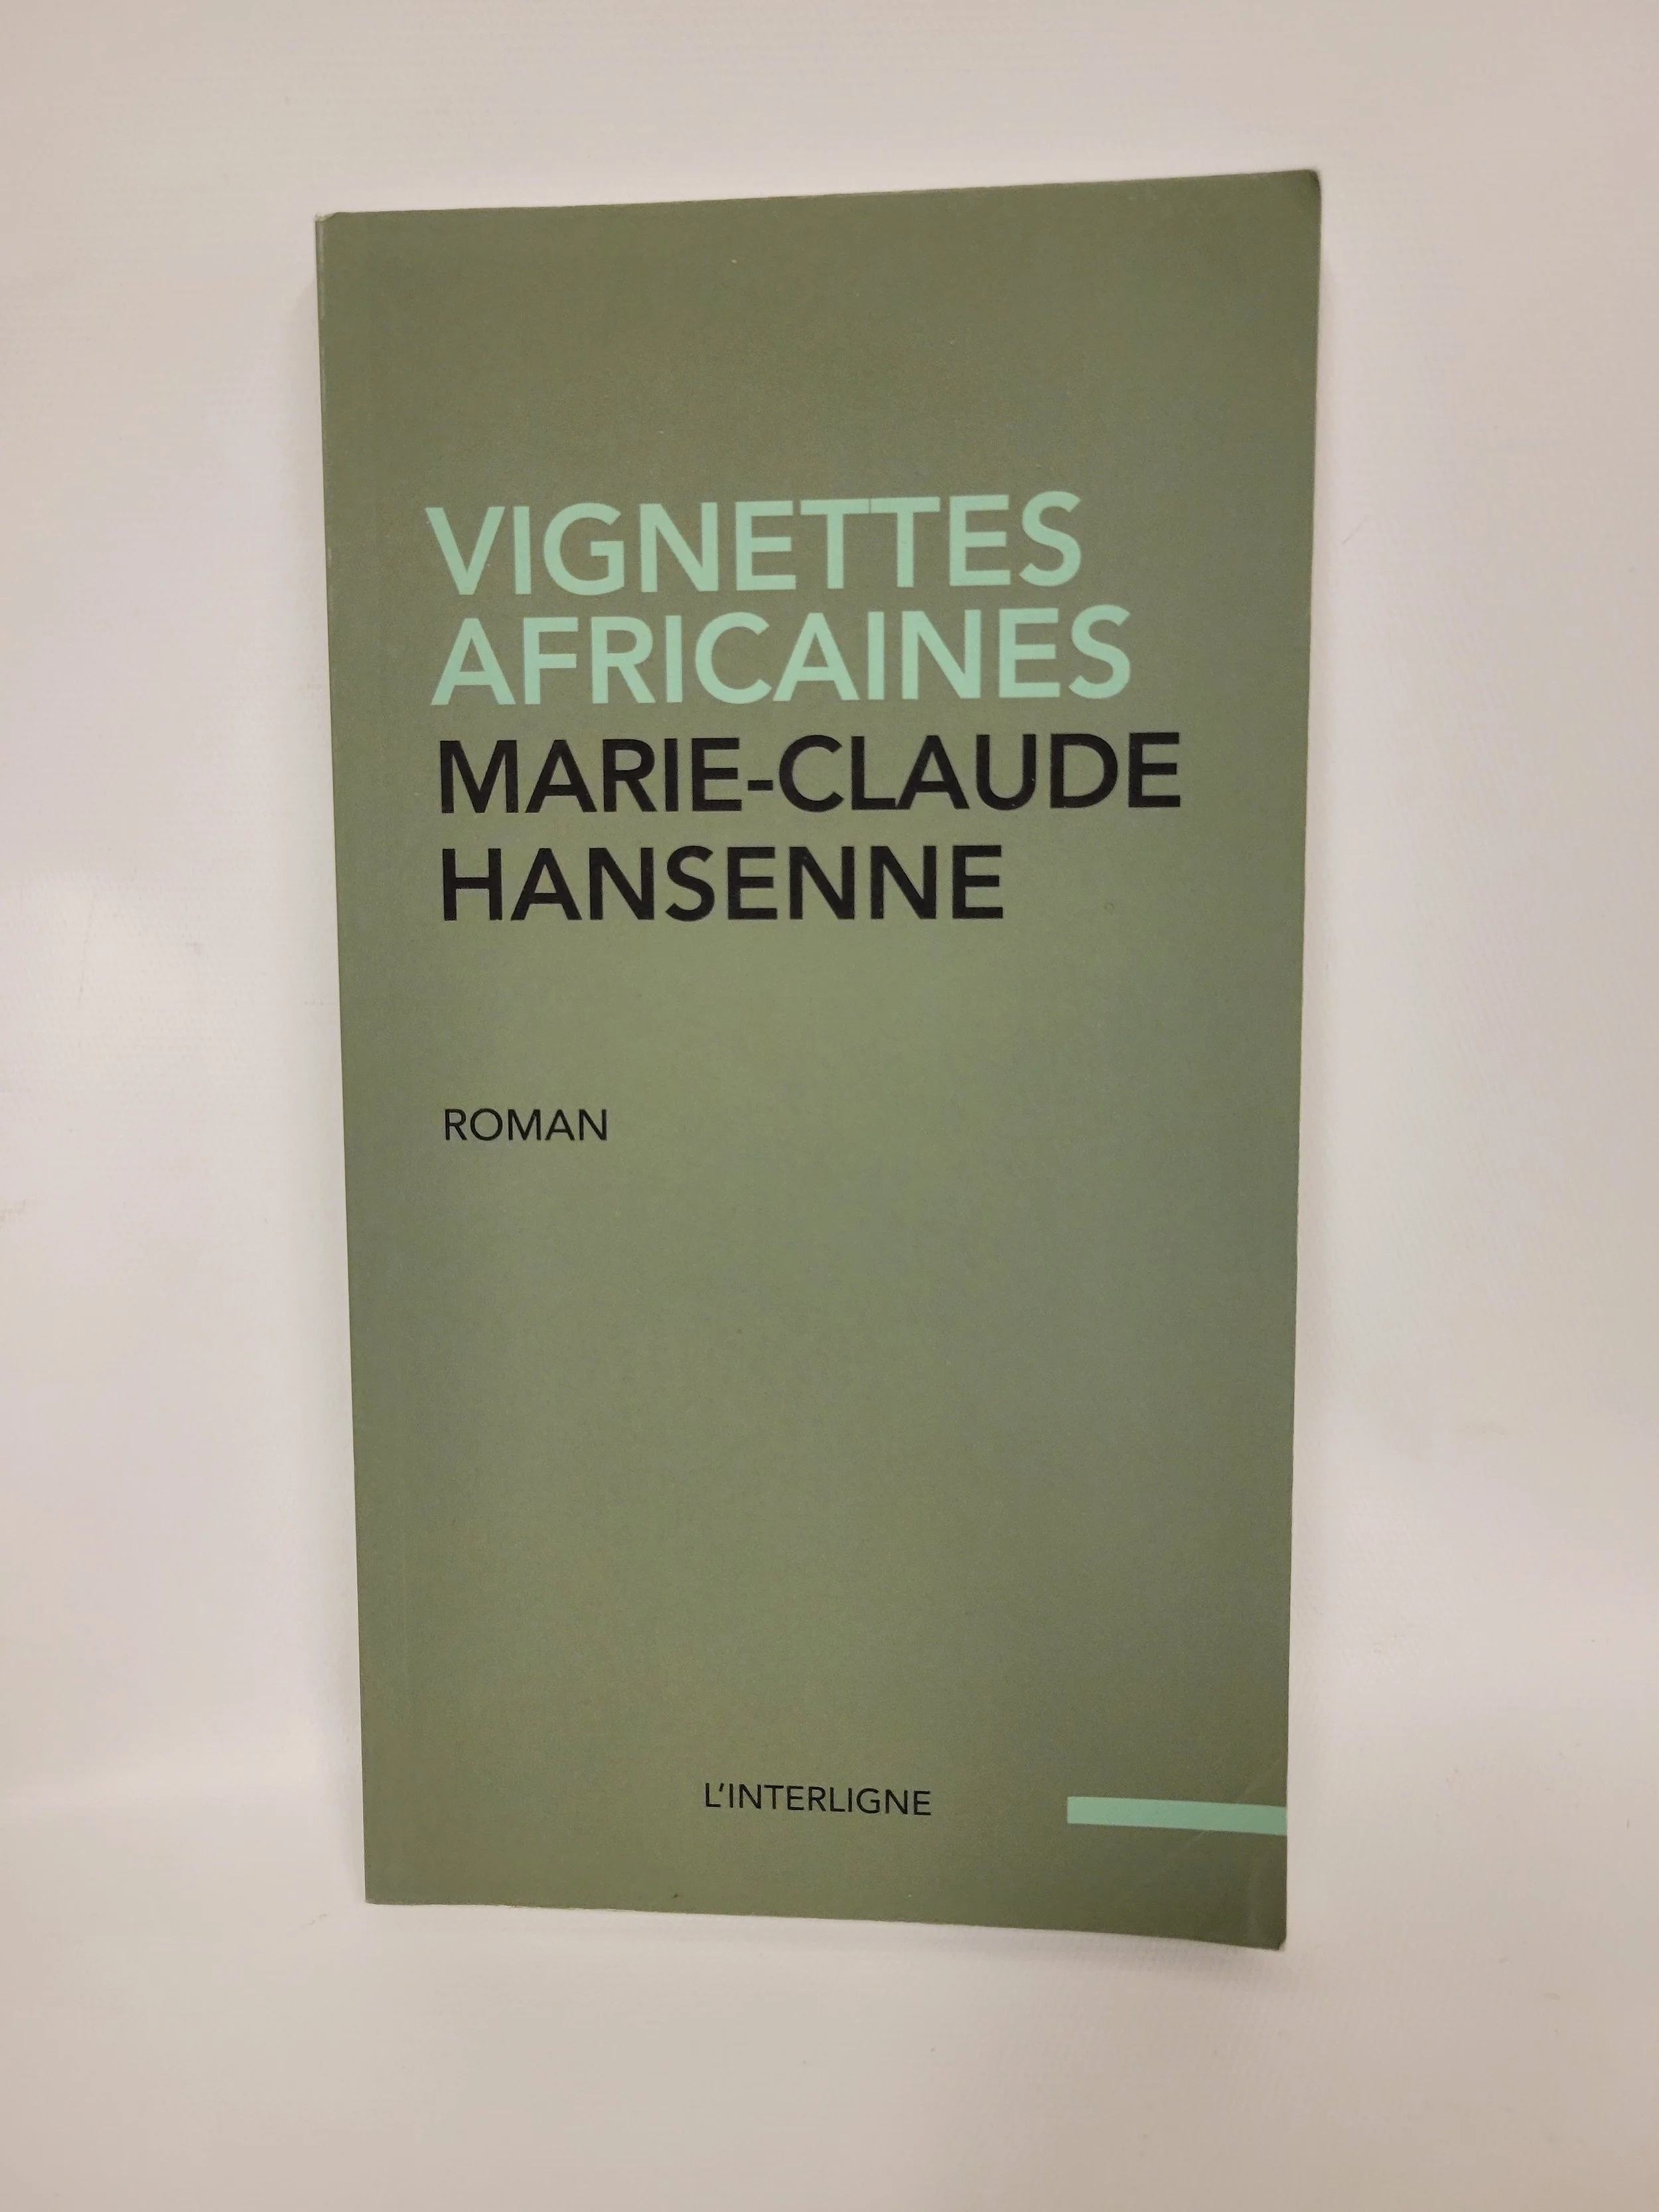 VIGNETTES
AFRICAINES
MARIE-CLAUDE
HANSENNE
ROMAN
L'INTERLIGNE